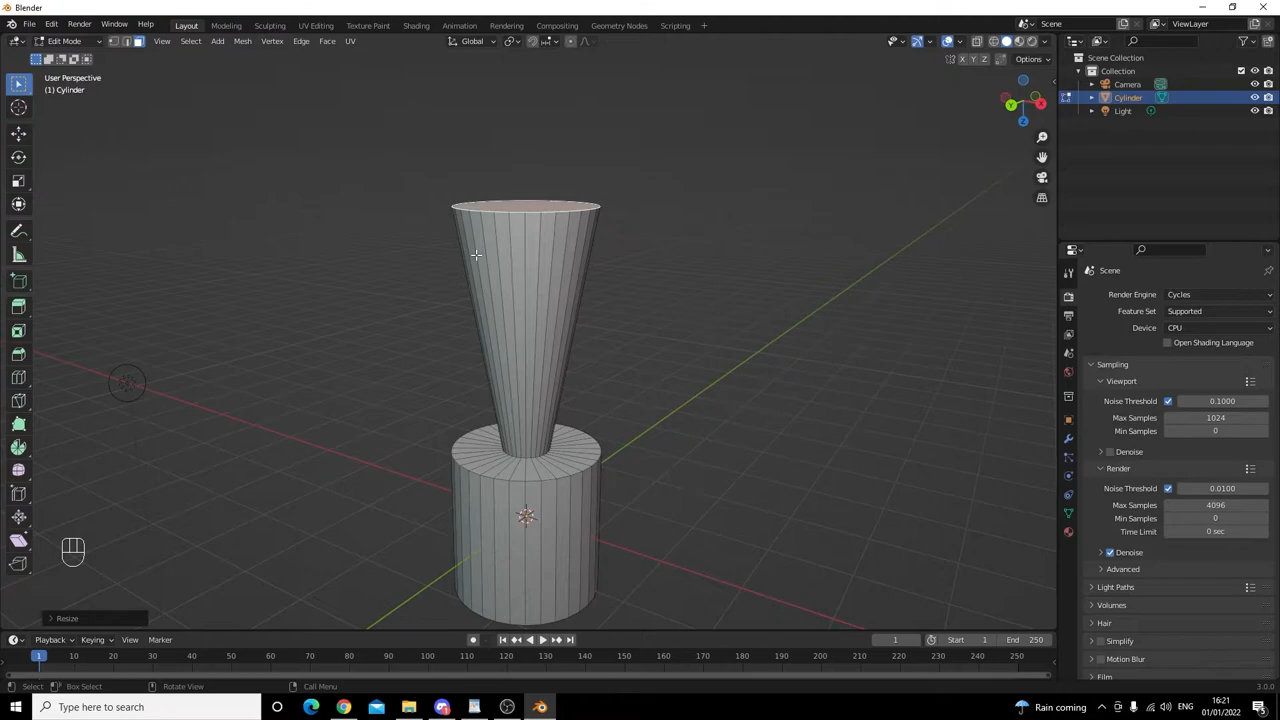 Blender
File Edit Render Window Help Layout Modeling Sculpting UV Editing Texture Paint Shading Animation Rendering Compositing Geometry Nodes Scripting + Scene ViewLayer
Edit Mode View Select Add Mesh Vertex Edge Face UV Global
X Y Z Options
User Perspective
(1) Cylinder
X
Y
Z
Scene Collection
Collection
Camera
Cylinder
Light
Scene
Render Engine Cycles
Feature Set Supported
Device CPU
Open Shading Language
Sampling
Viewport
Noise Threshold 0.1000
Max Samples 1024
Min Samples 0
Denoise
Render
Noise Threshold 0.0100
Max Samples 4096
Min Samples 0
Time Limit 0 sec
Denoise
Advanced
Light Paths
Volumes
Hair
Simplify
Motion Blur
Film
Resize
Playback Keying View Marker 1 Start 1 End 250
1 10 20 30 40 50 60 70 80 90 100 110 120 130 140 150 160 170 180 190 200 210 220 230 240 250
Select Box Select Rotate View Call Menu 3.0.0
Type here to search
Rain coming
16:21
01/01/2022